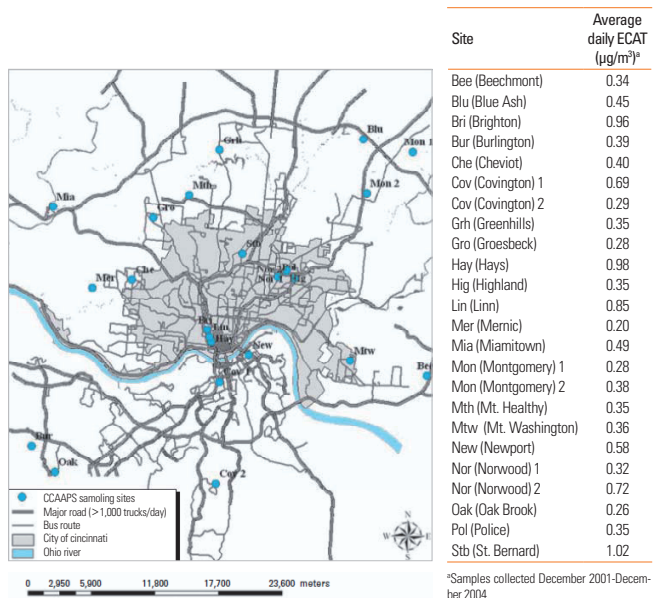 Grh
Blu
Mon 1
Mth
Mon 2
Mia
Gro
Stb
Mer
Che
Hig
Lin
Hay
New
Mtw
Be
Cov 1
Bur
Oak
Cov 2
N
W
E
S
CCAAPS samoling sites
Major road (>1,000 trucks/day)
Bus route
City of cincinnati
Ohio river
0 2,950 5,900 11,800 17,700 23,600 meters
Site Average daily ECAT (µg/m³)ª
Bee (Beechmont) 0.34
Blu (Blue Ash) 0.45
Bri (Brighton) 0.96
Bur (Burlington) 0.39
Che (Cheviot) 0.40
Cov (Covington) 1 0.69
Cov (Covington) 2 0.29
Grh (Greenhills) 0.35
Gro (Groesbeck) 0.28
Hay (Hays) 0.98
Hig (Highland) 0.35
Lin (Linn) 0.85
Mer (Mernic) 0.20
Mia (Miamitown) 0.49
Mon (Montgomery) 1 0.28
Mon (Montgomery) 2 0.38
Mth (Mt. Healthy) 0.35
Mtw (Mt. Washington) 0.36
New (Newport) 0.58
Nor (Norwood) 1 0.32
Nor (Norwood) 2 0.72
Oak (Oak Brook) 0.26
Pol (Police) 0.35
Stb (St. Bernard) 1.02
ªSamples collected December 2001-Decem-
ber 2004